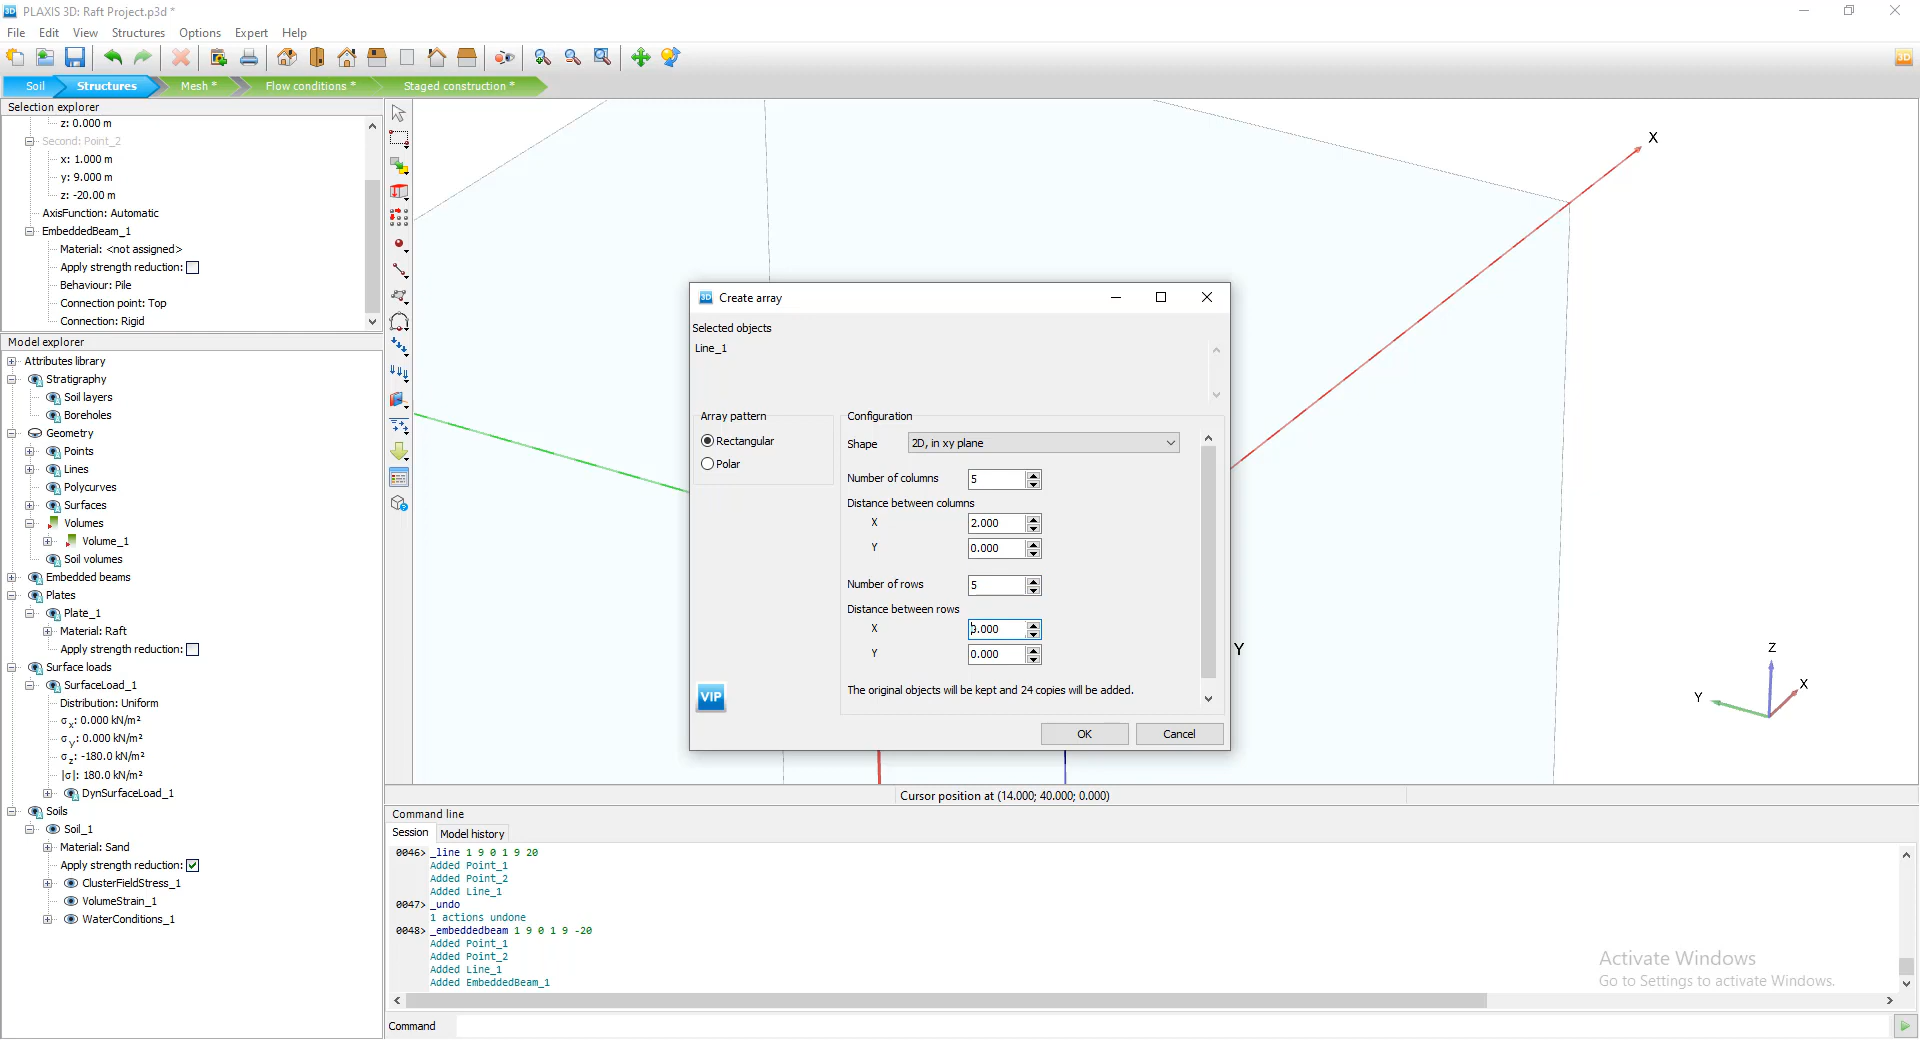 PLAXIS 3D: Raft Project.p3d *
File Edit View Structures Options Expert Help
Soil Structures Mesh * Flow conditions * Staged construction *
Selection explorer
z: 0.000 m
Second: Point_2
x: 1.000 m
y: 9.000 m
z: -20.00 m
AxisFunction: Automatic
EmbeddedBeam_1
Material: <not assigned>
Apply strength reduction:
Behaviour: Pile
Connection point: Top
Connection: Rigid
Model explorer
Attributes library
Stratigraphy
Soil layers
Boreholes
Geometry
Points
Lines
Polycurves
Surfaces
Volumes
Volume_1
Soil volumes
Embedded beams
Plates
Plate_1
Material: Raft
Apply strength reduction:
Surface loads
SurfaceLoad_1
Distribution: Uniform
σx: 0.000 kN/m²
σy: 0.000 kN/m²
σz: -180.0 kN/m²
|σ|: 180.0 kN/m²
DynSurfaceLoad_1
Soils
Soil_1
Material: Sand
Apply strength reduction:
ClusterFieldStress_1
VolumeStrain_1
WaterConditions_1
X
Y
Z
X
Y
3D Create array
Selected objects
Line_1
Array pattern
Rectangular
Polar
VIP
Configuration
Shape 2D, in xy plane
Number of columns 5
Distance between columns
X 2.000
Y 0.000
Number of rows 5
Distance between rows
X 0.000
Y 0.000
The original objects will be kept and 24 copies will be added.
OK Cancel
Cursor position at (14.000; 40.000; 0.000)
Command line
Session Model history
0046> _line 1 9 0 1 9 20
Added Point_1
Added Point_2
Added Line_1
0047> _undo
1 actions undone
0048> _embeddedbeam 1 9 0 1 9 -20
Added Point_1
Added Point_2
Added Line_1
Added EmbeddedBeam_1
Command
Activate Windows
Go to Settings to activate Windows.